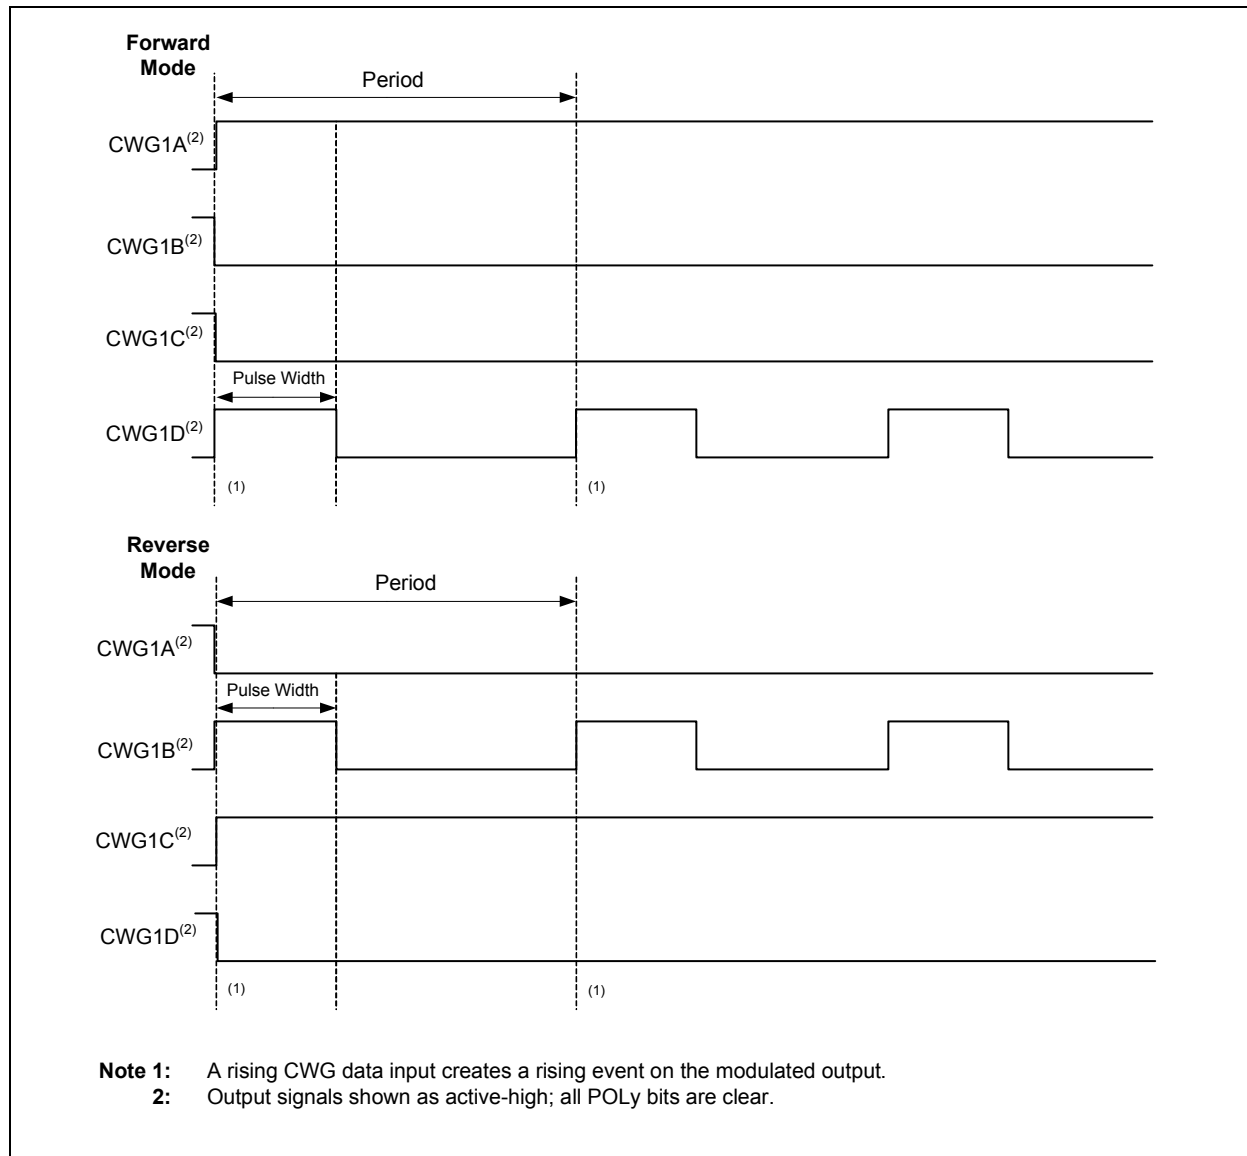 Forward
Mode
Period
CWG1A(2)
CWG1B(2)
CWG1C(2)
Pulse Width
CWG1D(2)
(1) (1)
Reverse
Mode
Period
CWG1A(2)
Pulse Width
CWG1B(2)
CWG1C(2)
CWG1D(2)
(1) (1)
Note 1: A rising CWG data input creates a rising event on the modulated output.
2: Output signals shown as active-high; all POLy bits are clear.